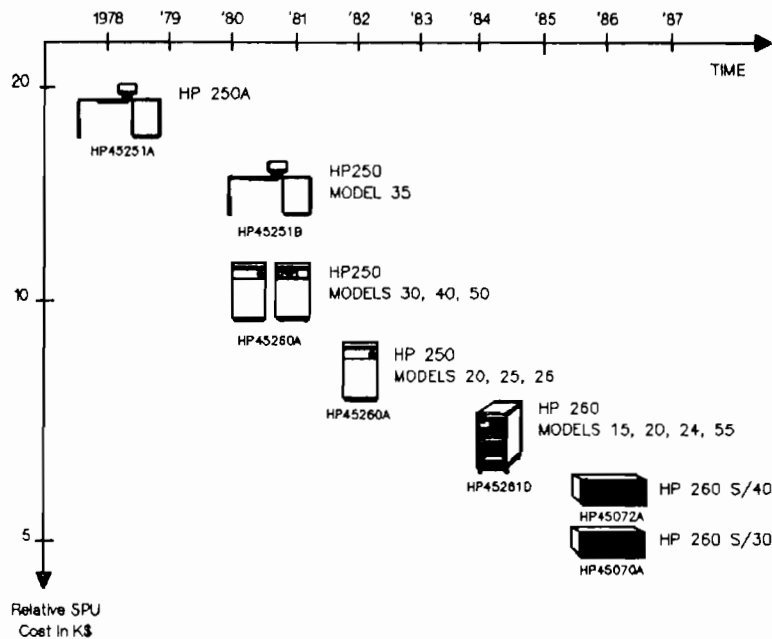 1978 '79 '80 '81 '82 '83 '84 '85 '86 '87
TIME
20
HP 250A
HP45251A
HP250
MODEL 35
HP45251B
HP250
MODELS 30, 40, 50
10
HP45260A
HP 250
MODELS 20, 25, 26
HP45260A
HP 260
MODELS 15, 20, 24, 55
HP45261D
HP 260 S/40
HP45072A
5
HP 260 S/30
HP45070A
Relative SPU
Cost in K$